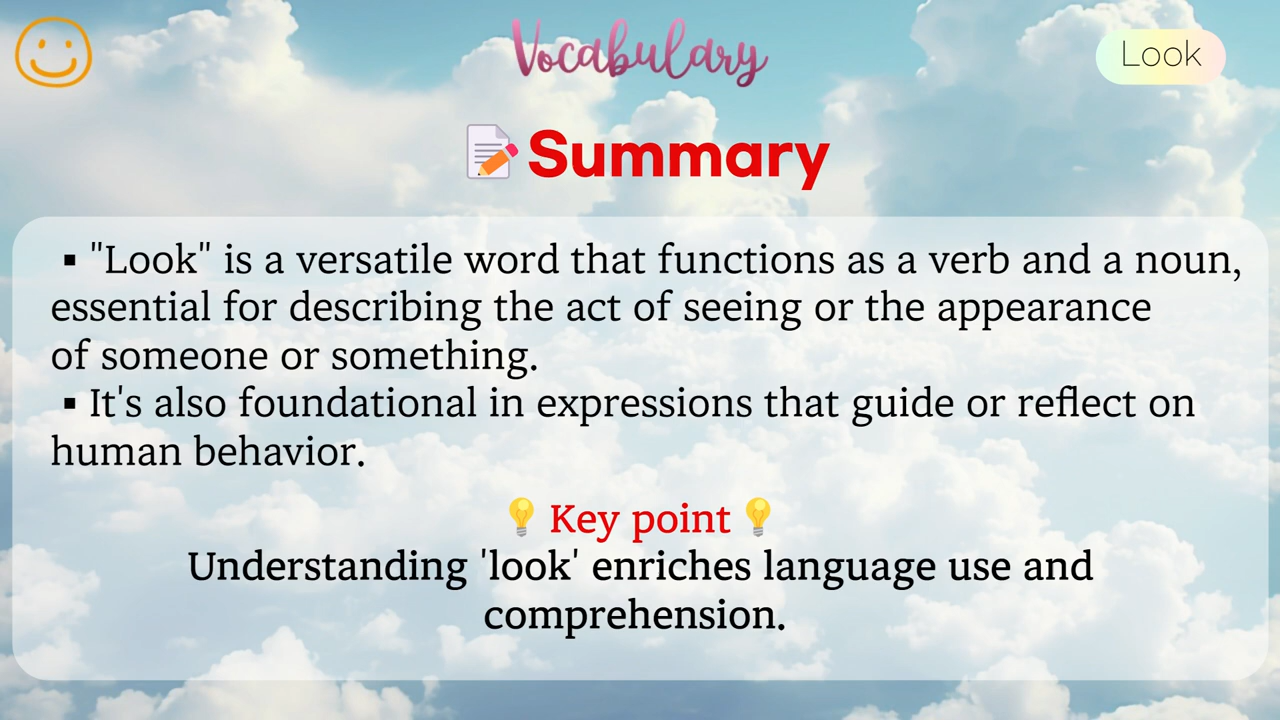 Vocabulary
Look
📝 Summary
▪ "Look" is a versatile word that functions as a verb and a noun,
essential for describing the act of seeing or the appearance
of someone or something.
▪ It's also foundational in expressions that guide or reflect on
human behavior.
💡 Key point 💡
Understanding 'look' enriches language use and
comprehension.